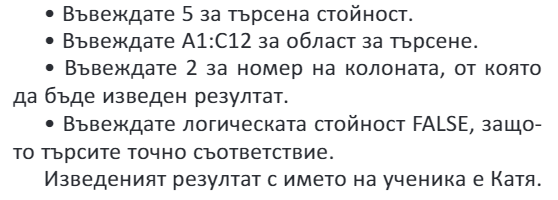 • Въвеждате 5 за търсена стойност.
• Въвеждате A1:C12 за област за търсене.
• Въвеждате 2 за номер на колоната, от която
да бъде изведен резултат.
• Въвеждате логическата стойност FALSE, защо-
то търсите точно съответствие.
Изведеният резултат с името на ученика е Катя.